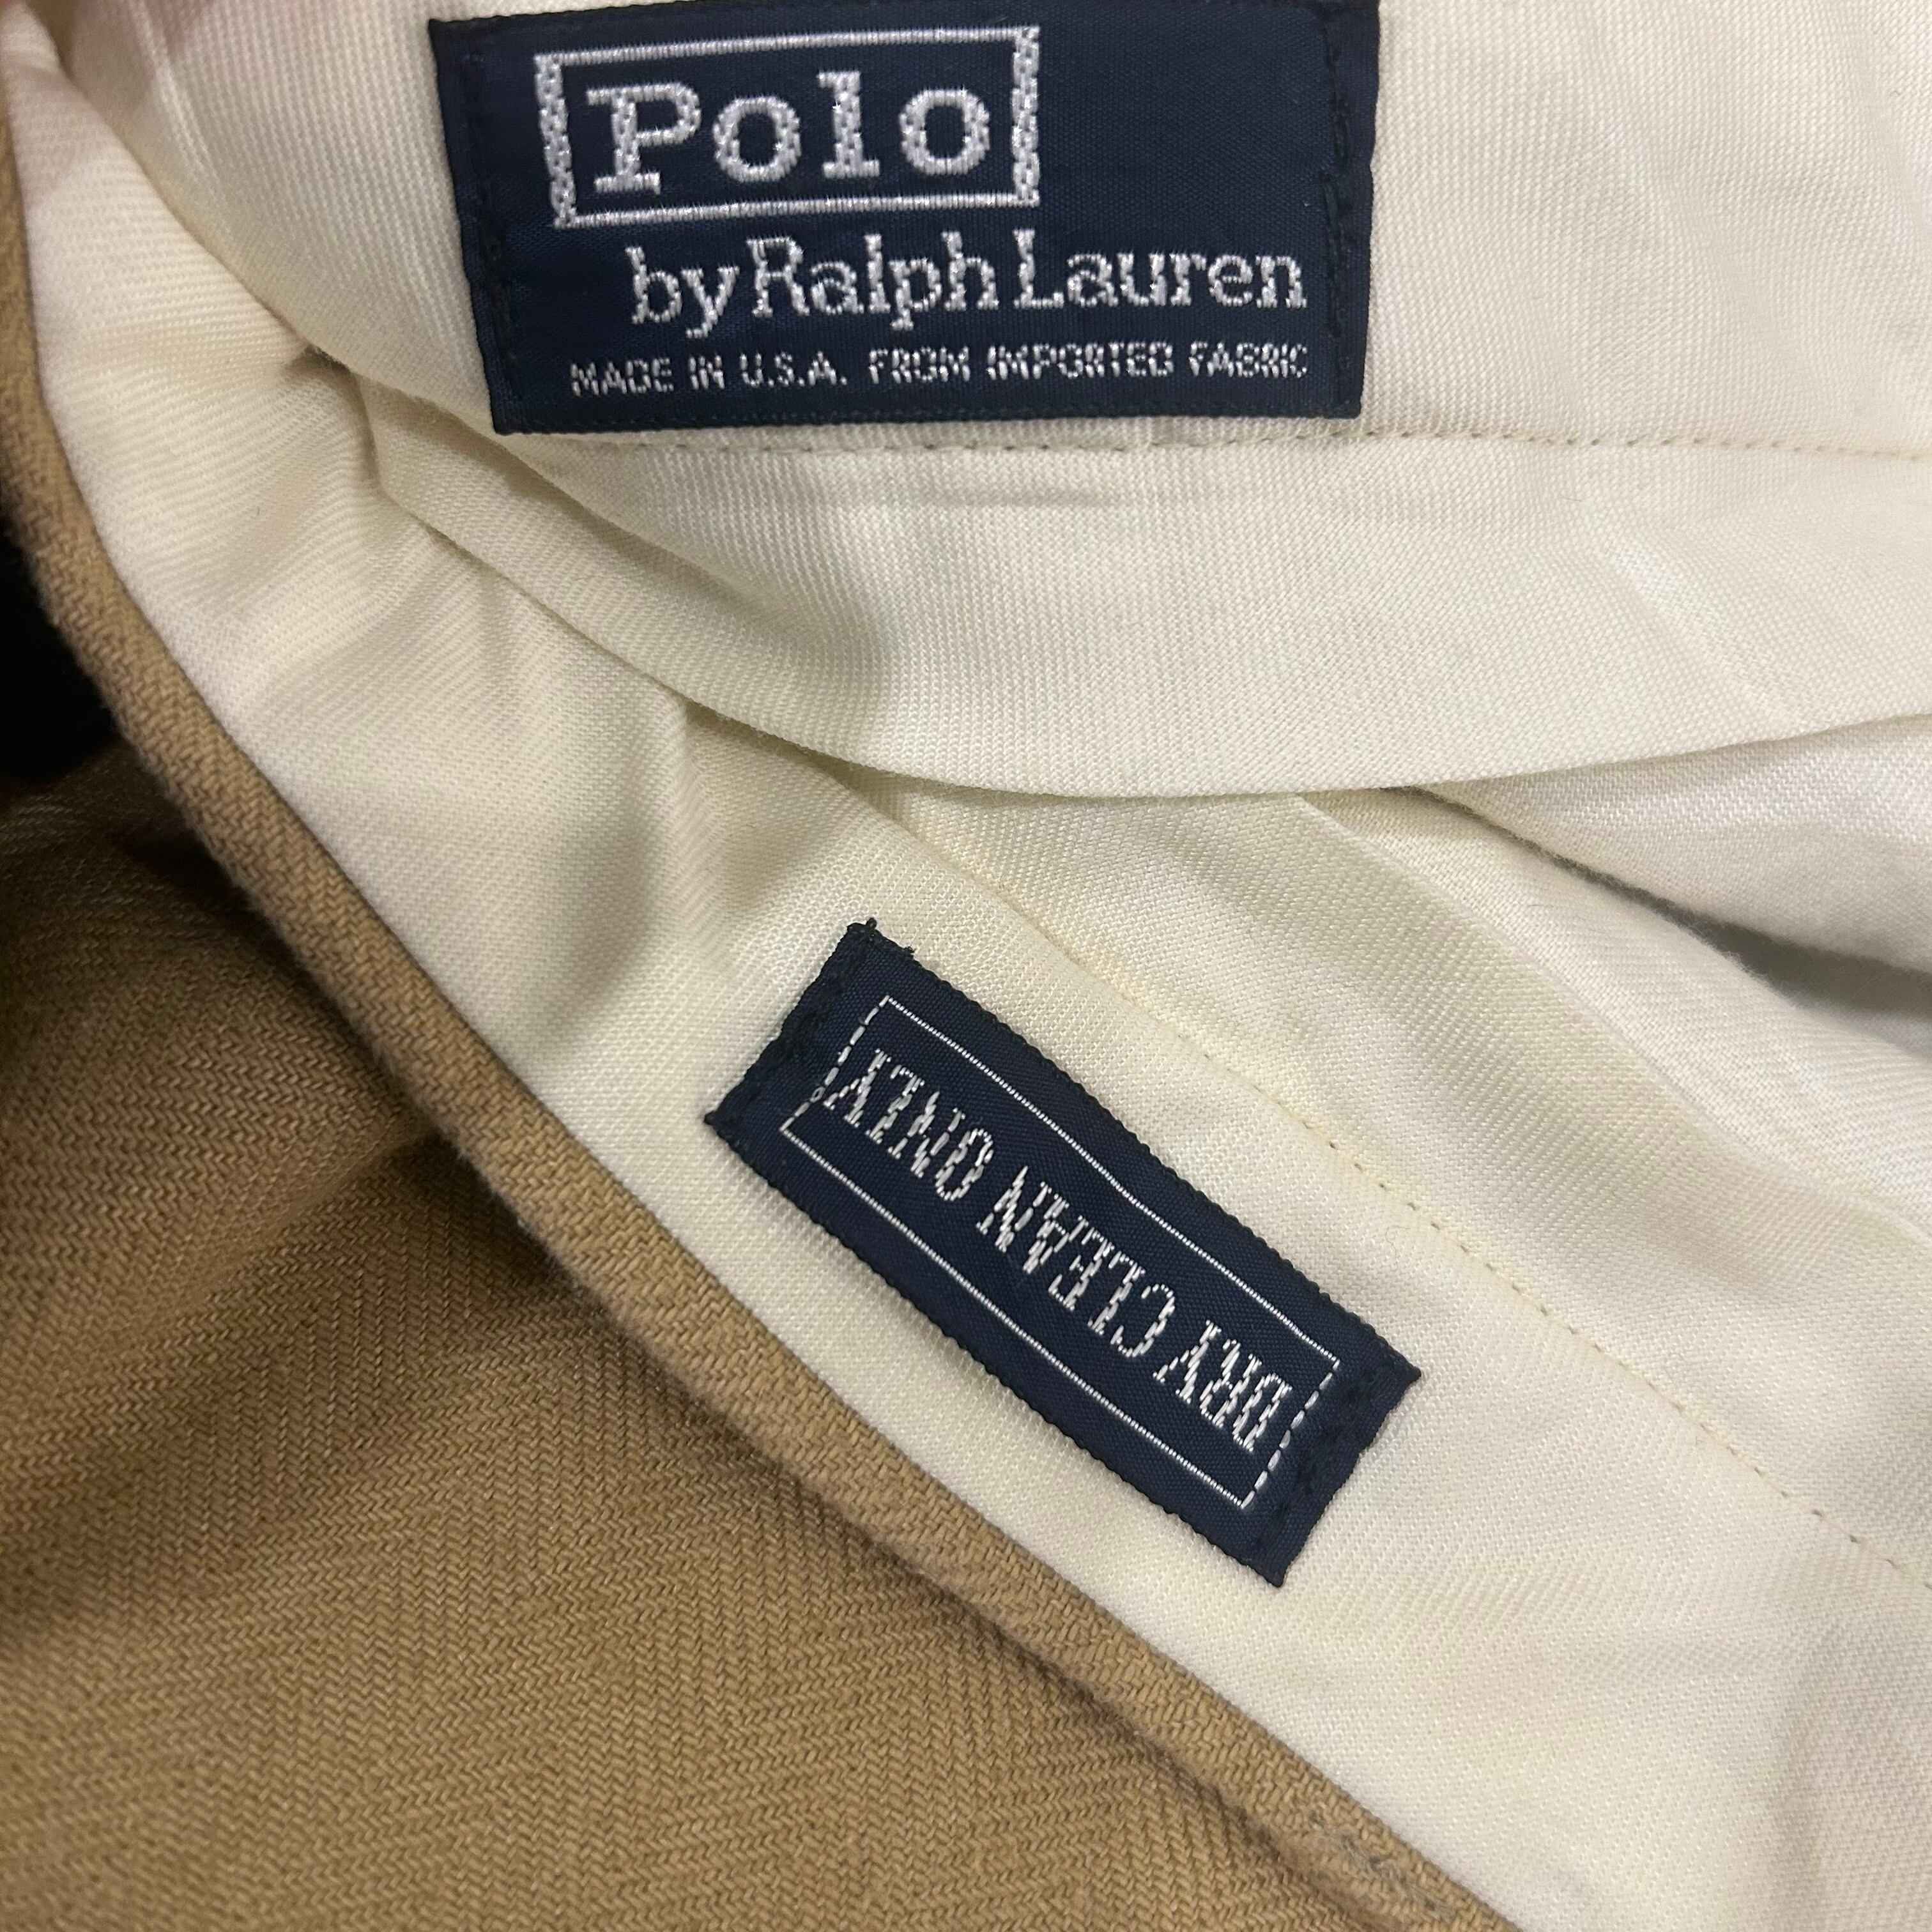 Polo
by Ralph Lauren
MADE IN U.S.A. FROM IMPORTED FABRIC
DRY CLEAN ONLY